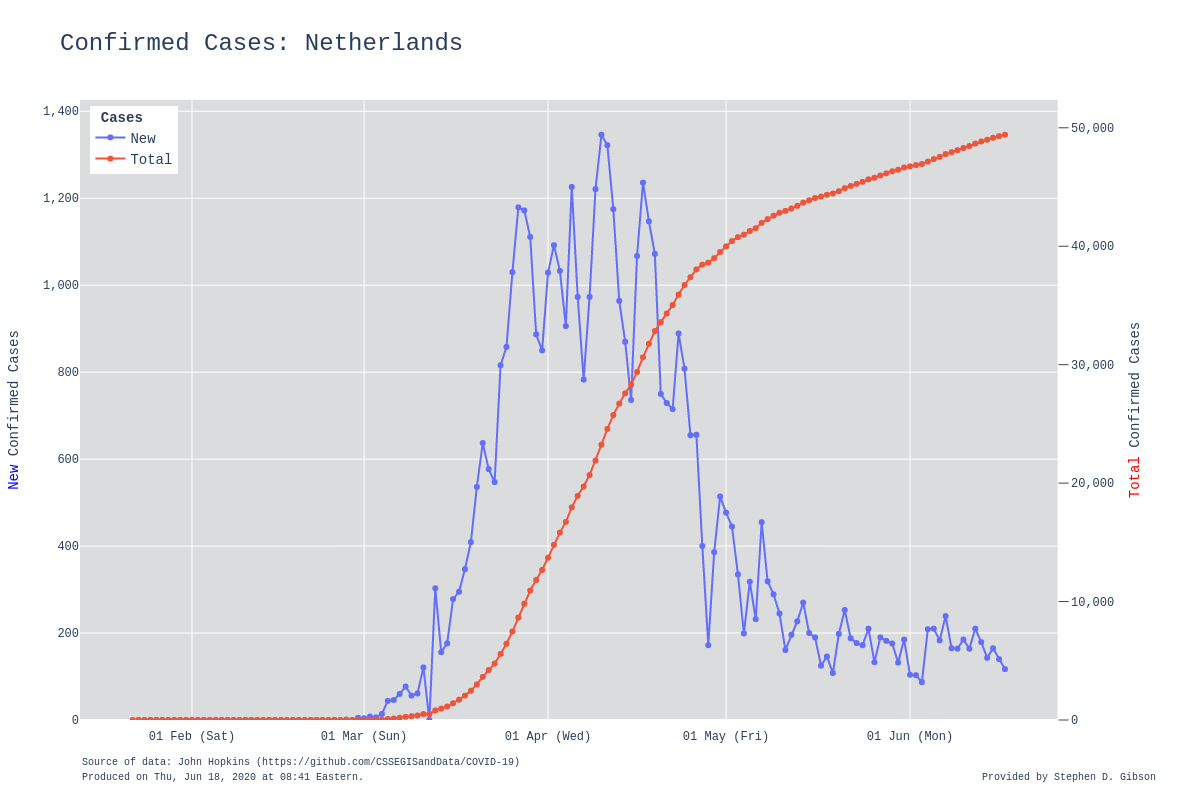 Confirmed Cases: Netherlands
Cases
New
Total
1,400
1,200
1,000
800
600
400
200
0
New Confirmed Cases
50,000
40,000
30,000
20,000
10,000
0
Total Confirmed Cases
01 Feb (Sat)
01 Mar (Sun)
01 Apr (Wed)
01 May (Fri)
01 Jun (Mon)
Source of data: John Hopkins (https://github.com/CSSEGISandData/COVID-19)
Produced on Thu, Jun 18, 2020 at 08:41 Eastern.
Provided by Stephen D. Gibson